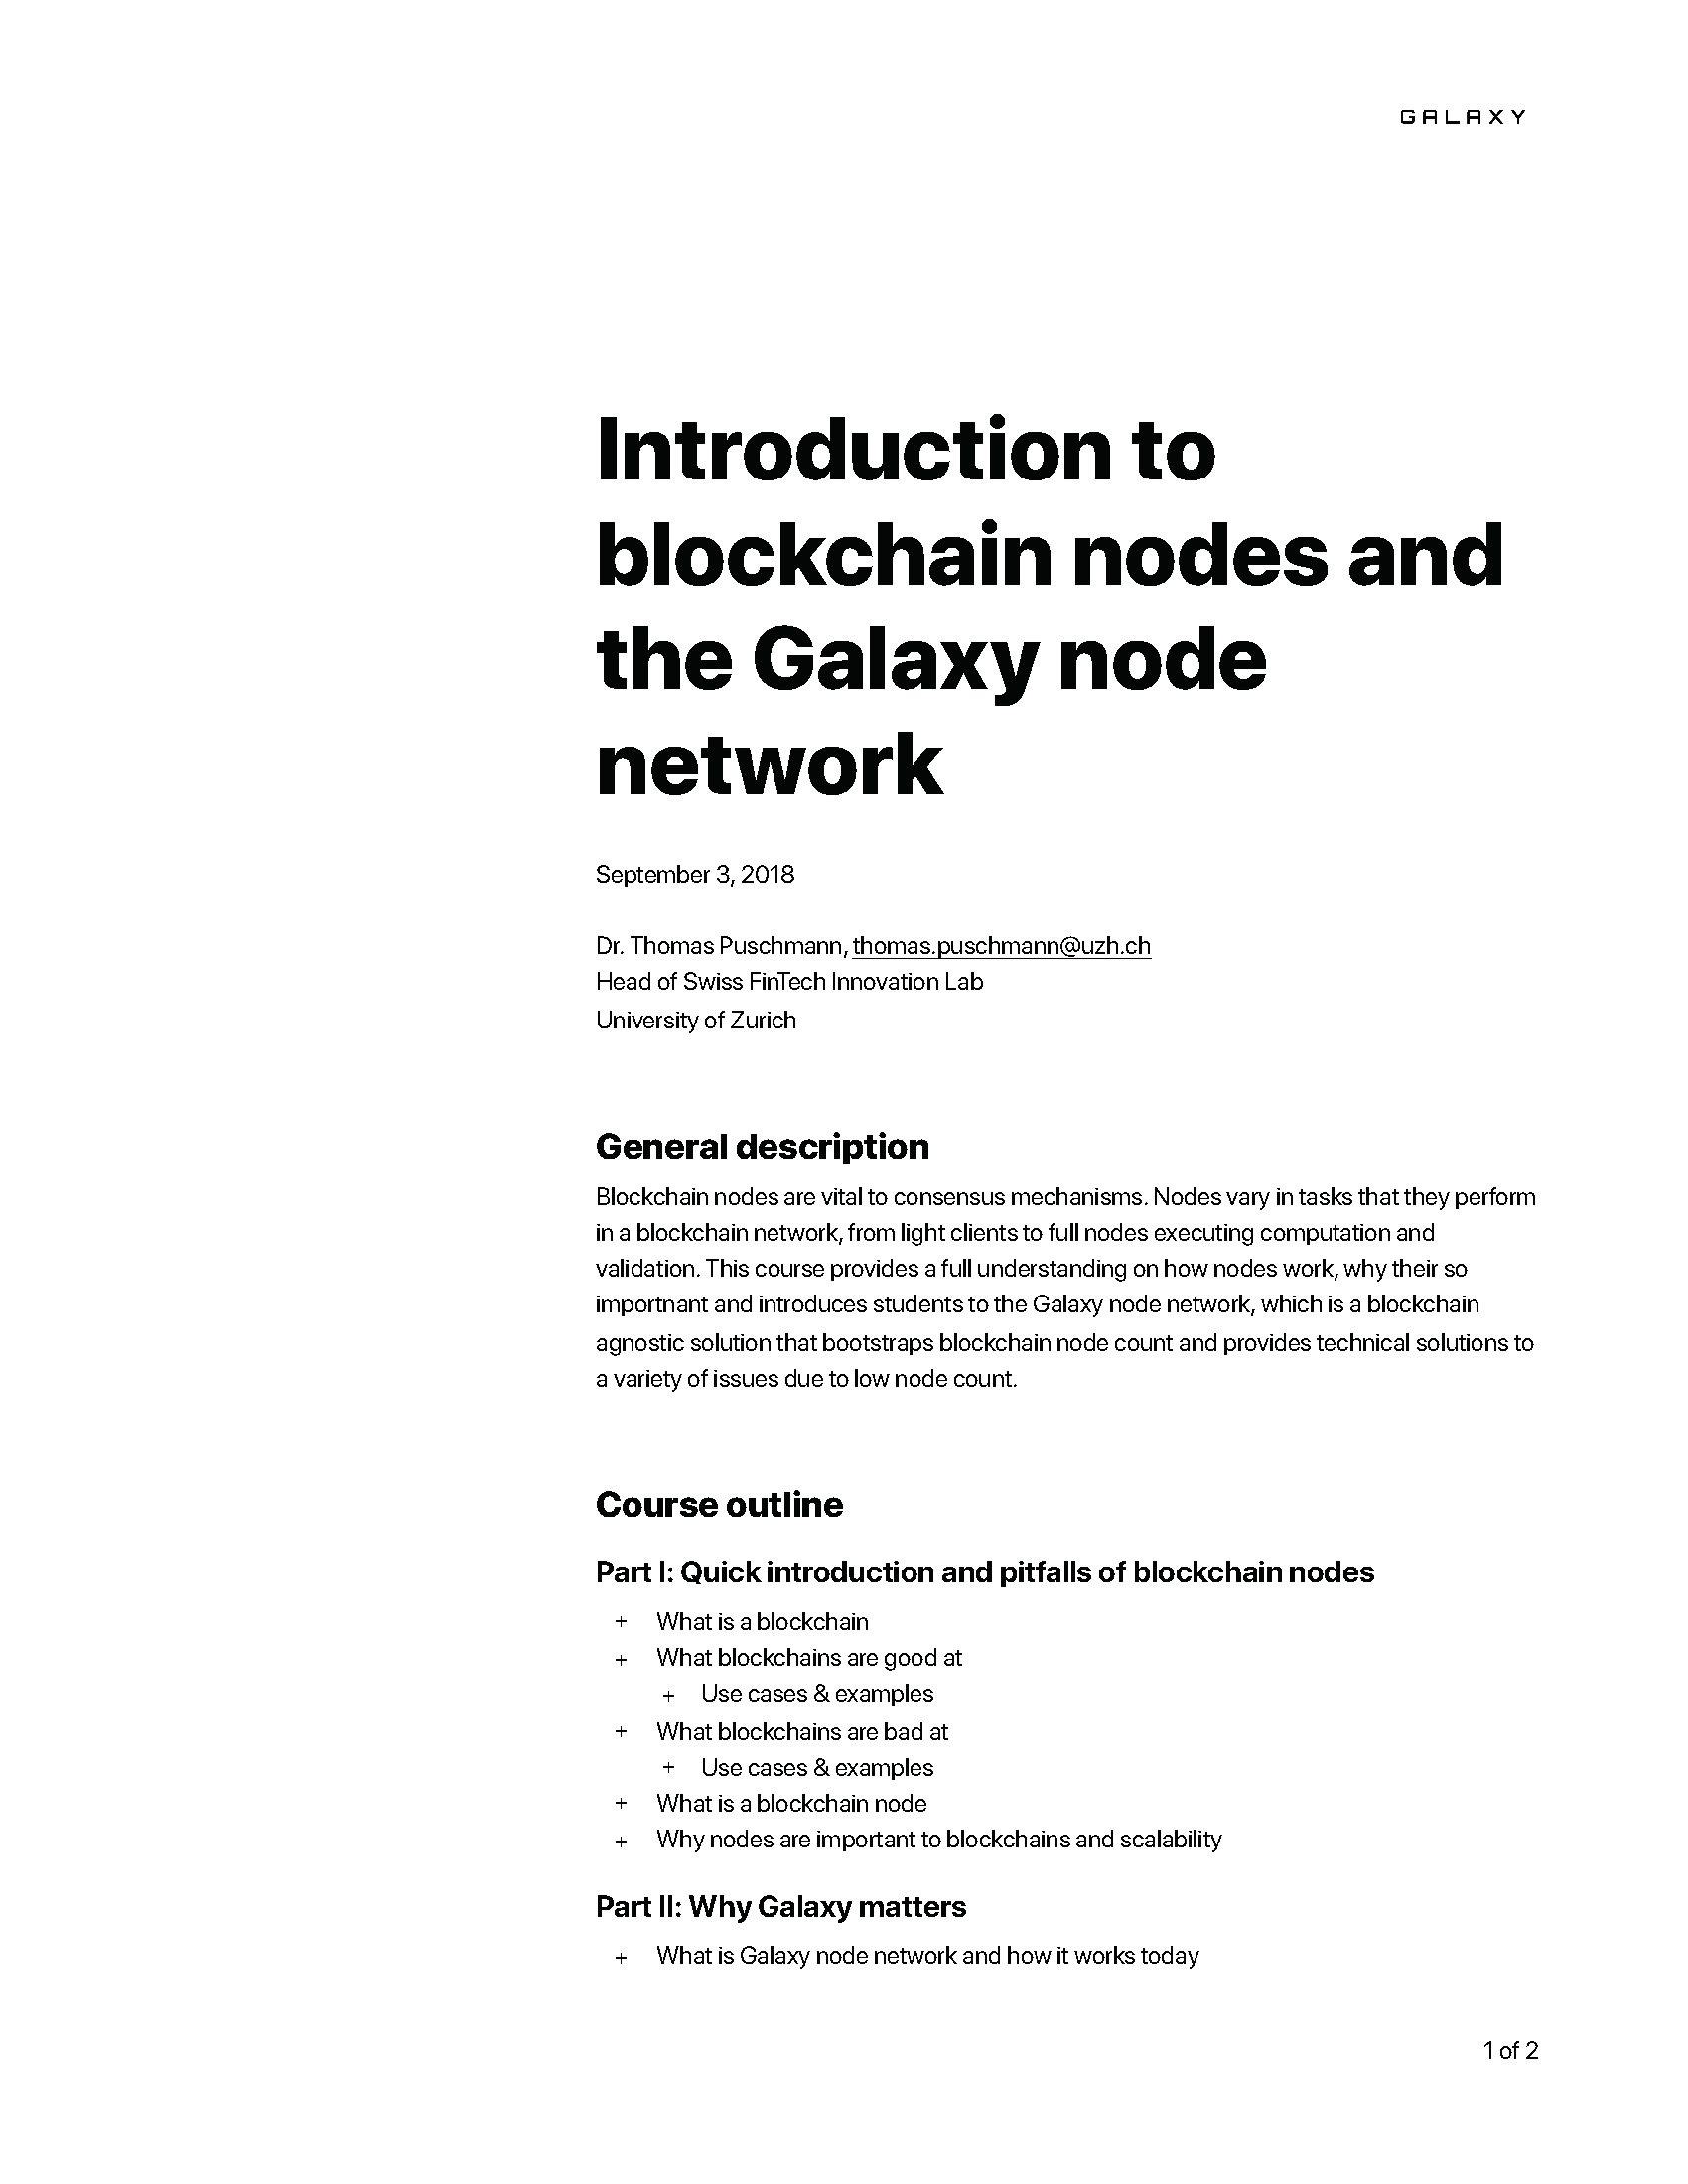 GALAXY
Introduction to
blockchain nodes and
the Galaxy node
network
September 3, 2018
Dr. Thomas Puschmann, thomas.puschmann@uzh.ch
Head of Swiss FinTech Innovation Lab
University of Zurich
General description
Blockchain nodes are vital to consensus mechanisms. Nodes vary in tasks that they perform
in a blockchain network, from light clients to full nodes executing computation and
validation. This course provides a full understanding on how nodes work, why their so
importnant and introduces students to the Galaxy node network, which is a blockchain
agnostic solution that bootstraps blockchain node count and provides technical solutions to
a variety of issues due to low node count.
Course outline
Part I: Quick introduction and pitfalls of blockchain nodes
+ What is a blockchain
+ What blockchains are good at
+ Use cases & examples
+ What blockchains are bad at
+ Use cases & examples
+ What is a blockchain node
+ Why nodes are important to blockchains and scalability
Part II: Why Galaxy matters
+ What is Galaxy node network and how it works today
1 of 2